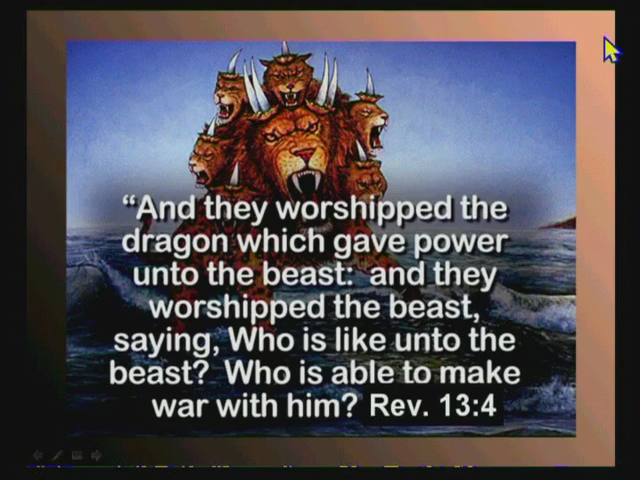 “And they worshipped the
dragon which gave power
unto the beast:  and they
worshipped the beast,
saying, Who is like unto the
beast?  Who is able to make
war with him? Rev. 13:4